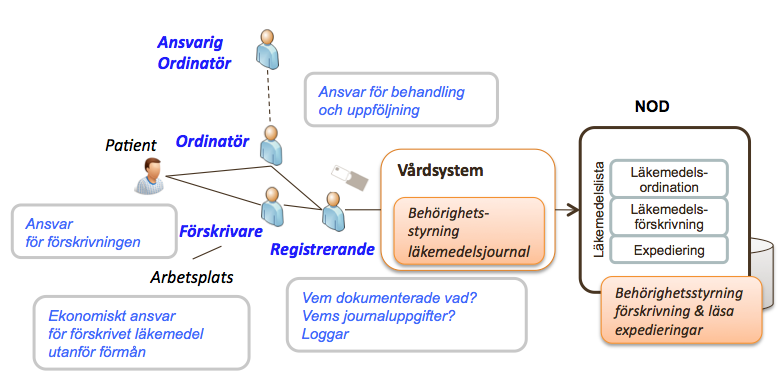 Ansvarig
Ordinatör
Ansvar för behandling
och uppföljning
NOD
Patient
Ordinatör
Vårdsystem
Läkemedelslista
Läkemedels-
ordination
Läkemedels-
förskrivning
Expediering
Behörighets-
styrning
läkemedelsjournal
Ansvar
för förskrivningen
Förskrivare
Registrerande
Arbetsplats
Vem dokumenterade vad?
Vems journaluppgifter?
Loggar
Behörighetsstyrning
förskrivning & läsa
expedieringar
Ekonomiskt ansvar
för förskrivet läkemedel
utanför förmån